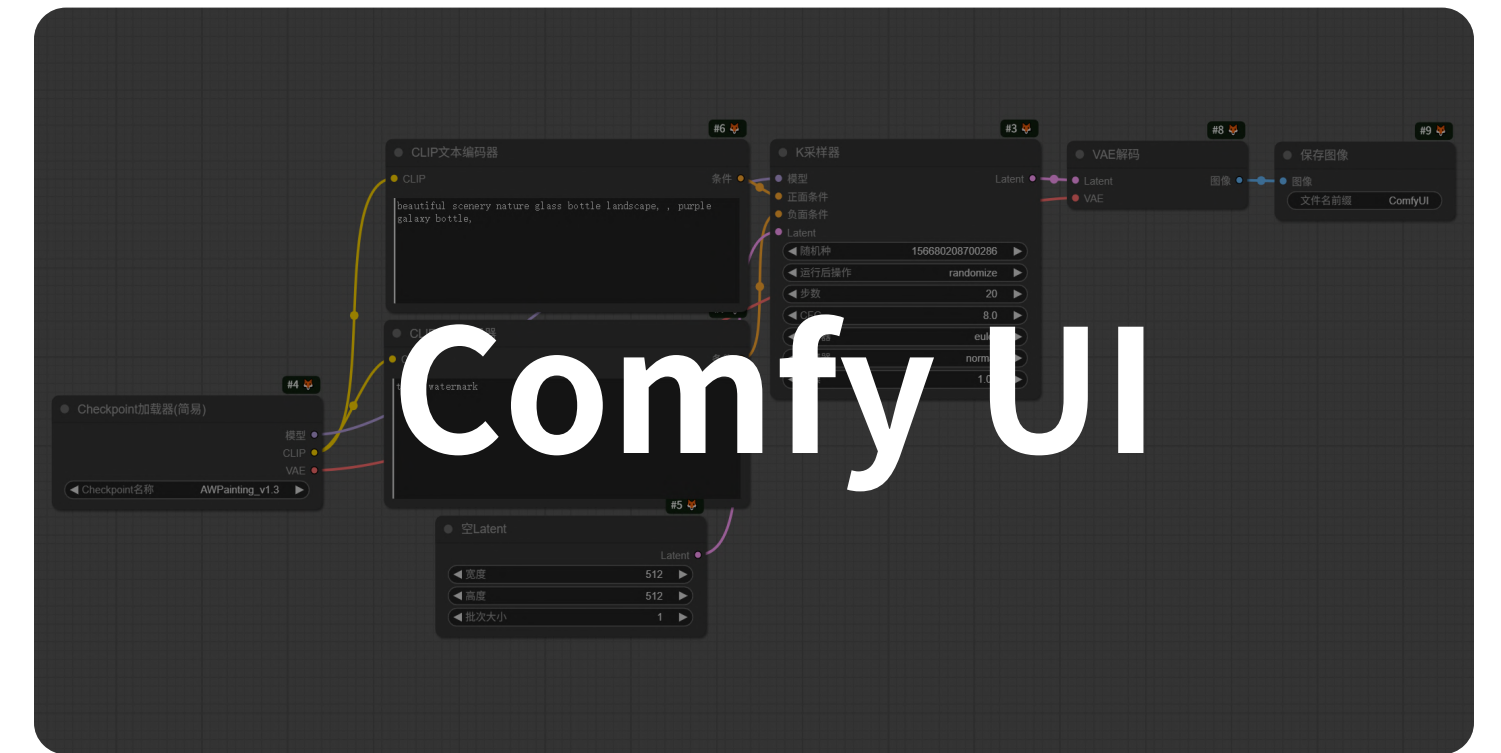 #6
CLIP文本编码器
CLIP
条件
beautiful scenery nature glass bottle landscape, , purple
galaxy bottle,
#3
K采样器
模型
Latent
正面条件
负面条件
Latent
随机种 156680208700286
运行后操作 randomize
步数 20
8.0
1.0
#8
VAE解码
Latent
图像
VAE
#9
保存图像
图像
文件名前缀 ComfyUI
Comfy UI
watermark
#4
Checkpoint加载器(简易)
模型
CLIP
VAE
Checkpoint名称 AWPainting_v1.3
#5
空Latent
Latent
宽度 512
高度 512
批次大小 1